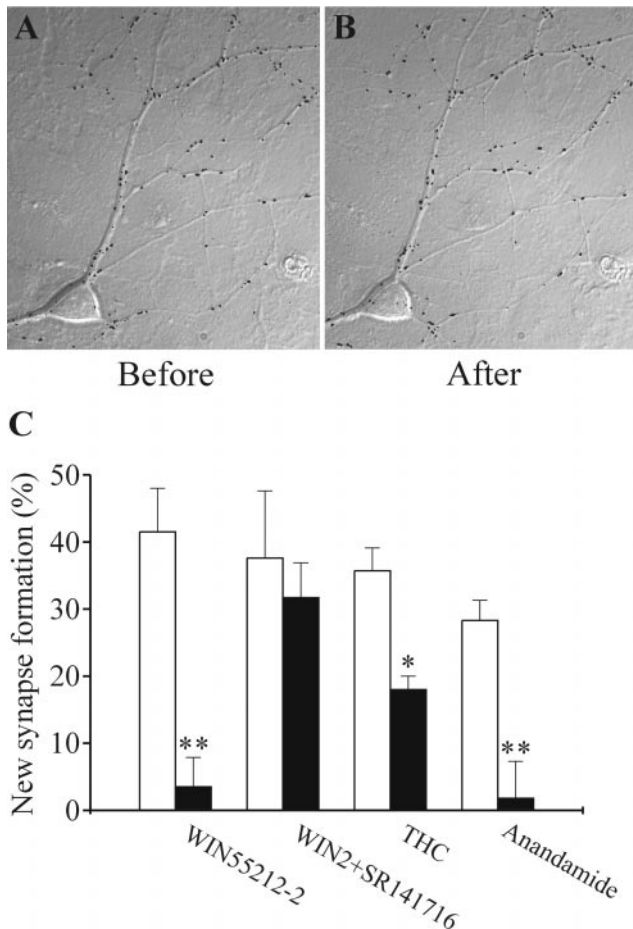 A
B
Before
After
C
New synapse formation (%)
50
40
30
20
10
0
**
*
**
WIN55212-2
WIN2+SR141716
THC
Anandamide